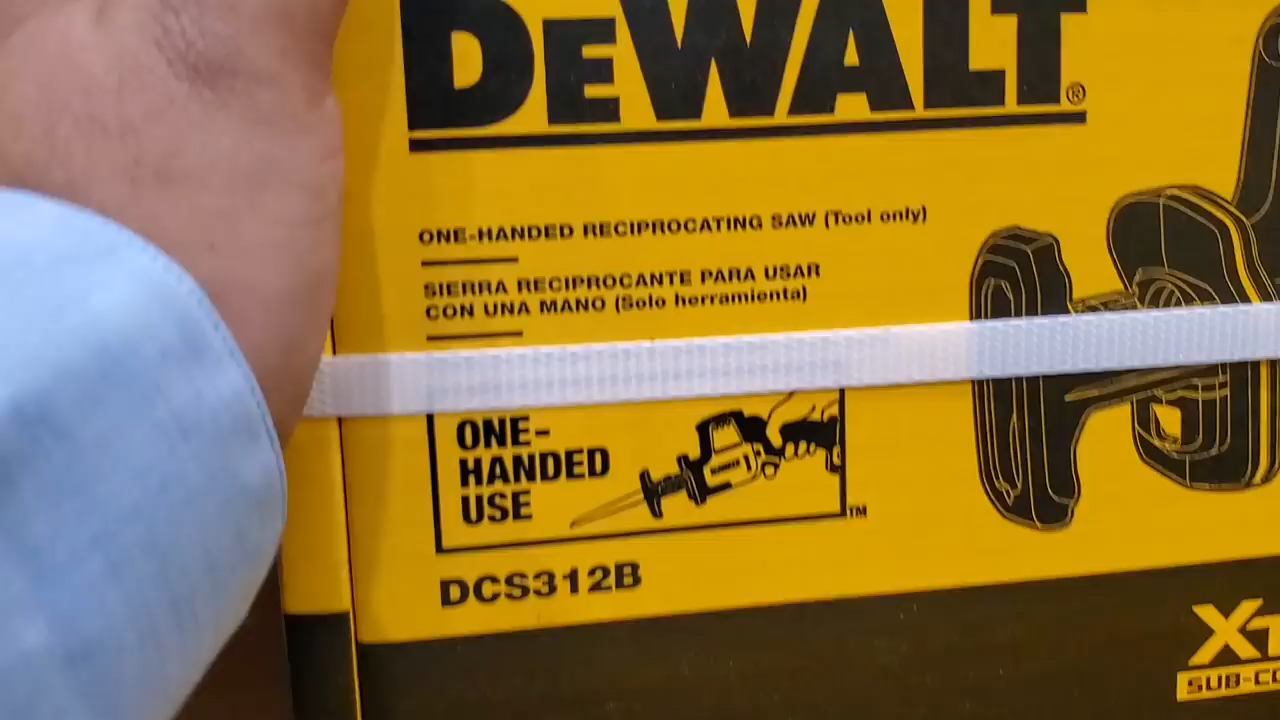 DEWALT®
ONE-HANDED RECIPROCATING SAW (Tool only)
SIERRA RECIPROCANTE PARA USAR
CON UNA MANO (Solo herramienta)
ONE-
HANDED
USE
TM
DCS312B